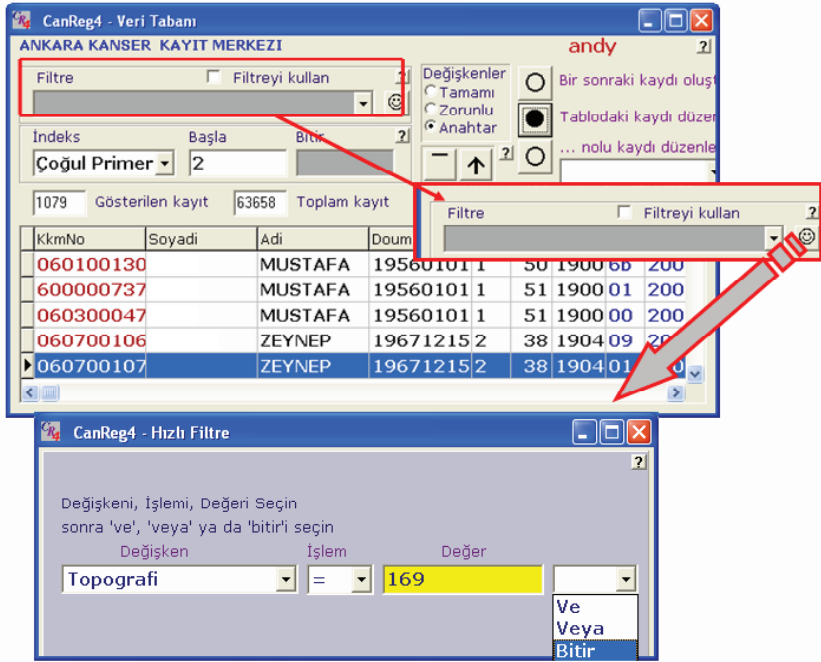 CanReg4 - Veri Tabanı
ANKARA KANSER KAYIT MERKEZI andy ?
Filtre Filtreyi kullan ?
Değişkenler
Tamamı
Zorunlu
Anahtar
Bir sonraki kaydı oluşt
Tablodaki kaydı düzen
... nolu kaydı düzenle
İndeks Başla Bitir ?
Çoğul Primer 2
?
1079 Gösterilen kayıt 63658 Toplam kayıt
Filtre Filtreyi kullan ?
KkmNo Soyadi Adi Doum
060100130 MUSTAFA 19560101 1 50 1900 6b 200
600000737 MUSTAFA 19560101 1 51 1900 01 200
060300047 MUSTAFA 19560101 1 51 1900 00 200
060700106 ZEYNEP 19671215 2 38 1904 09
060700107 ZEYNEP 19671215 2 38 1904 01
CanReg4 - Hızlı Filtre
?
Değişkeni, İşlemi, Değeri Seçin
sonra 've', 'veya' ya da 'bitir'i seçin
Değişken İşlem Değer
Topografi = 169
Ve
Veya
Bitir